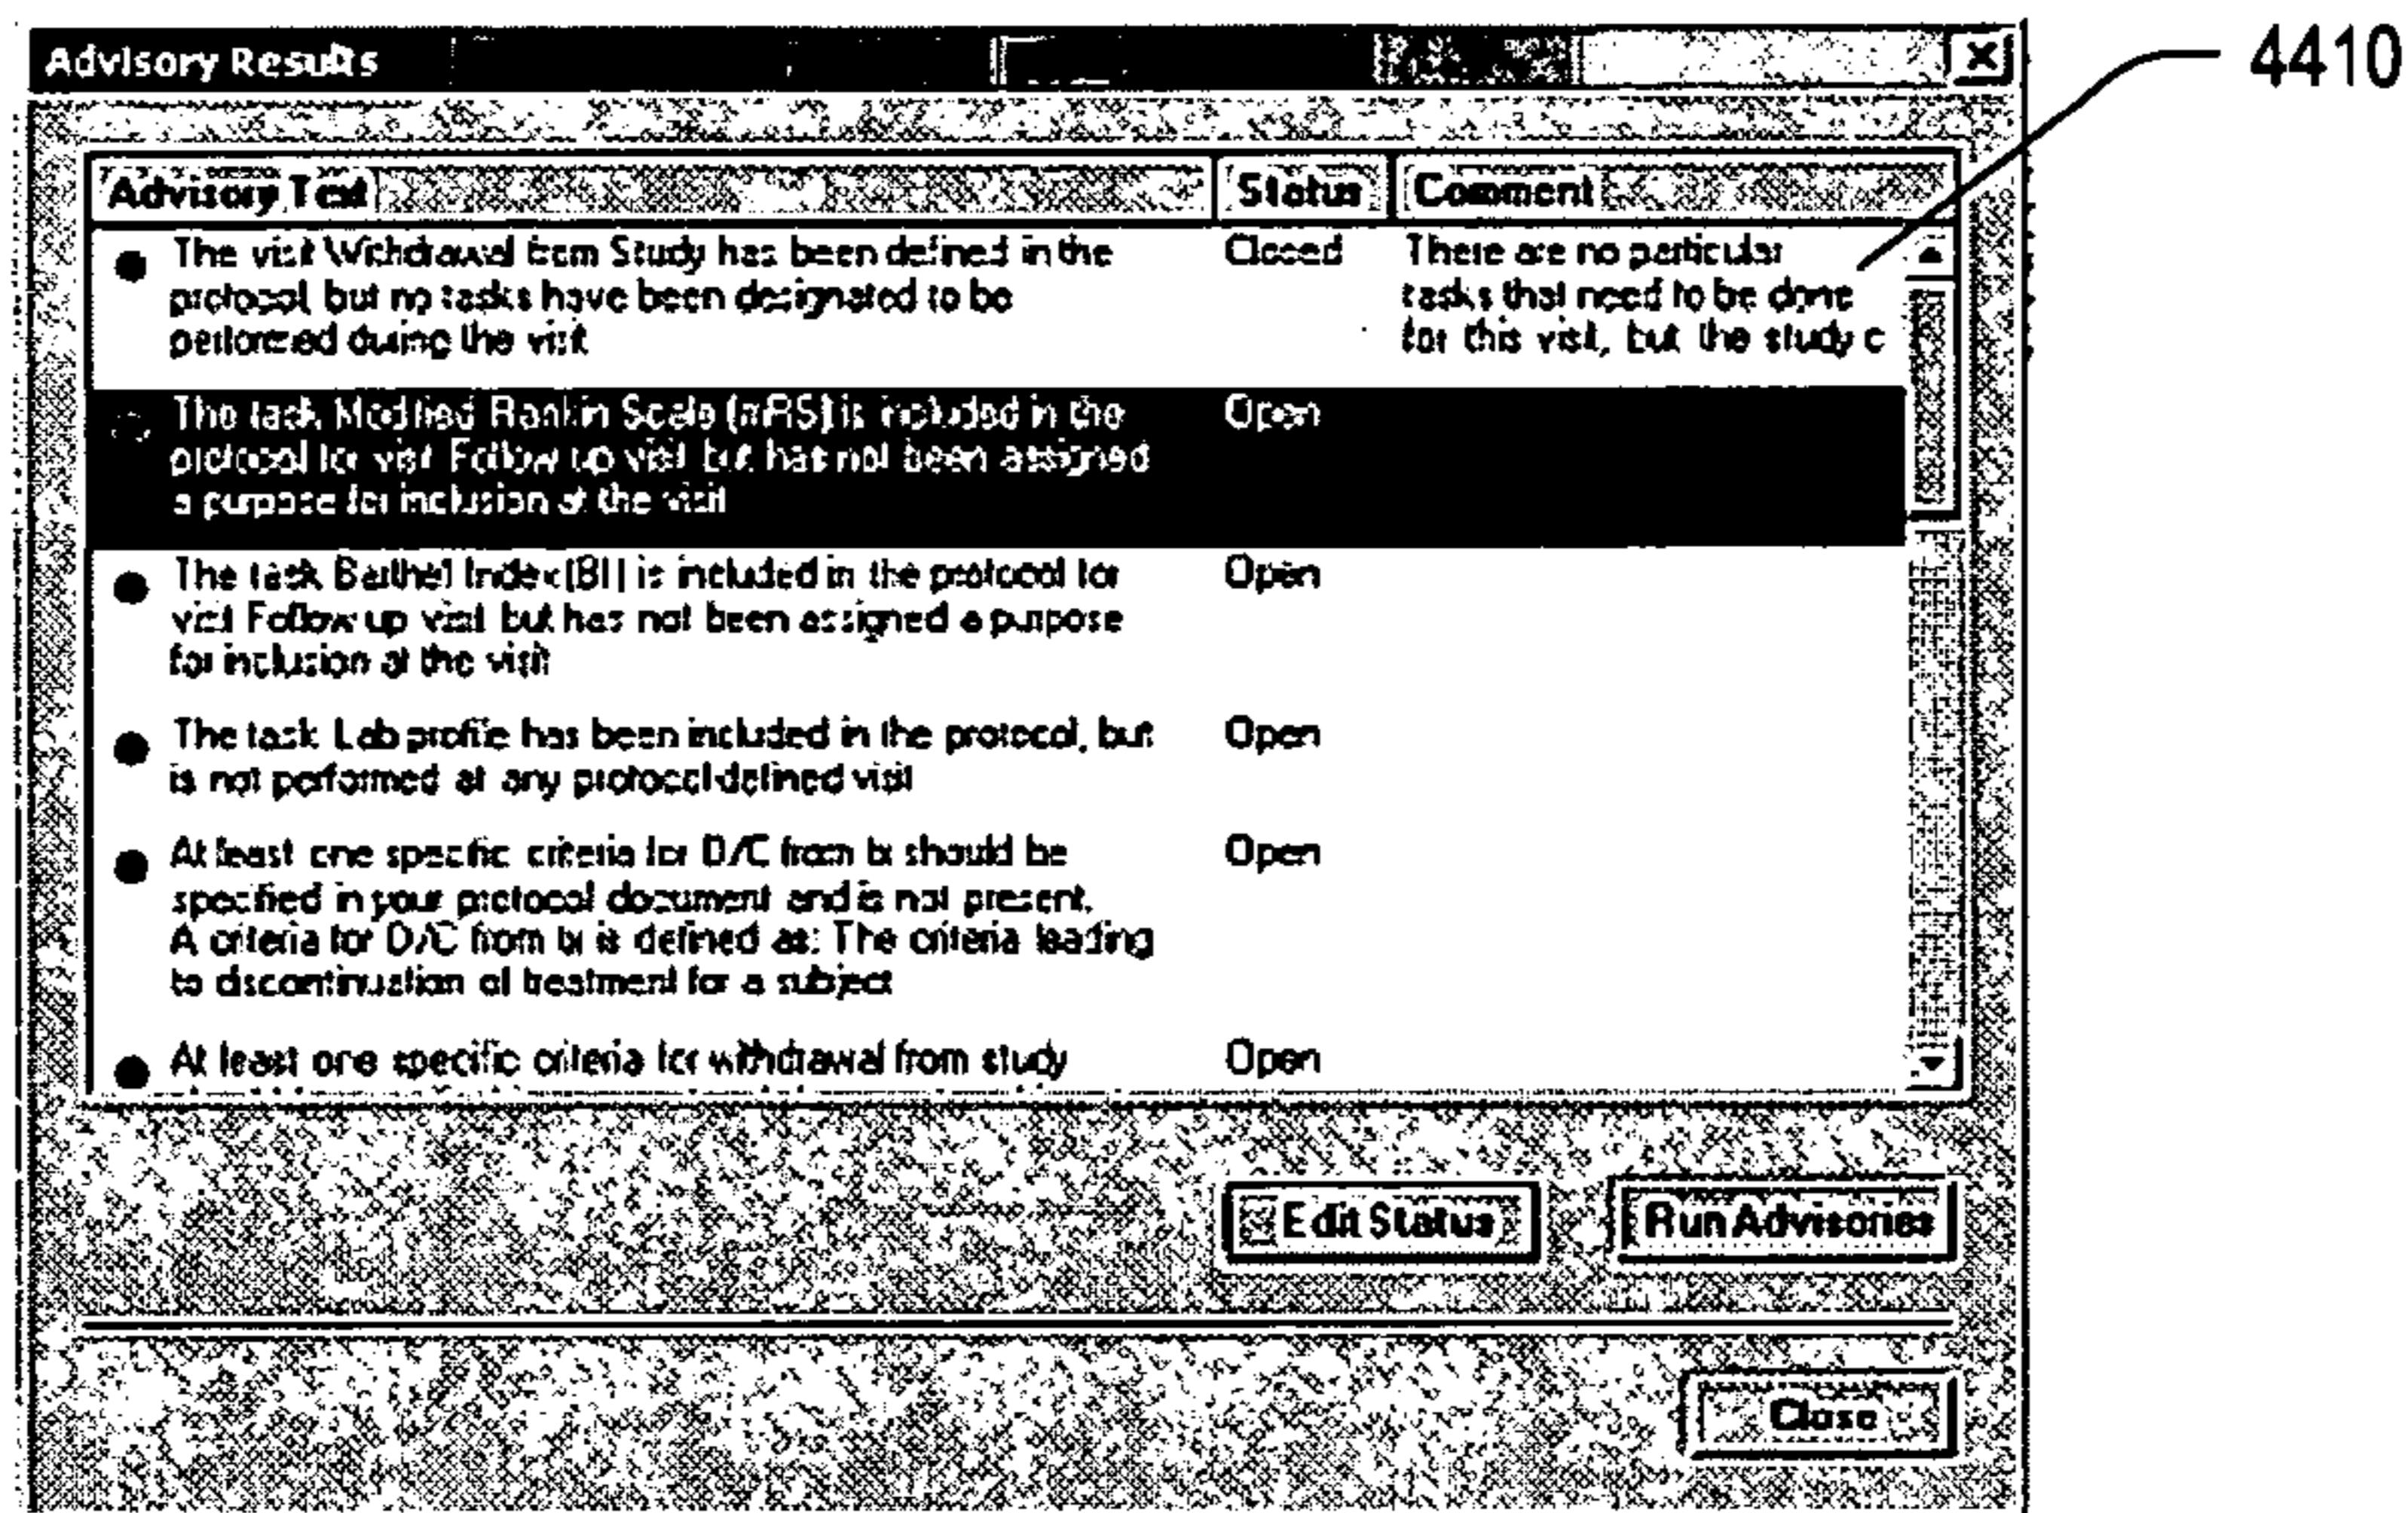 Advisory Results
4410
Advisory Text Status Comment
The visit Withdrawal from Study has been defined in the Closed There are no particular
protocol, but no tasks have been designated to be tasks that need to be done
performed during the visit for this visit, but the study c
The task Modified Rankin Scale (mRS) is included in the Open
protocol for visit Follow up visit but has not been assigned
a purpose for inclusion at the visit
The task Barthel Index (BI) is included in the protocol for Open
visit Follow up visit but has not been assigned a purpose
for inclusion at the visit
The task Lab profile has been included in the protocol, but Open
is not performed at any protocol defined visit
At least one specific criteria for D/C from tx should be Open
specified in your protocol document and is not present.
A criteria for D/C from tx is defined as: The criteria leading
to discontinuation of treatment for a subject
At least one specific criteria for withdrawal from study Open
Edit Status Run Advisories
Close